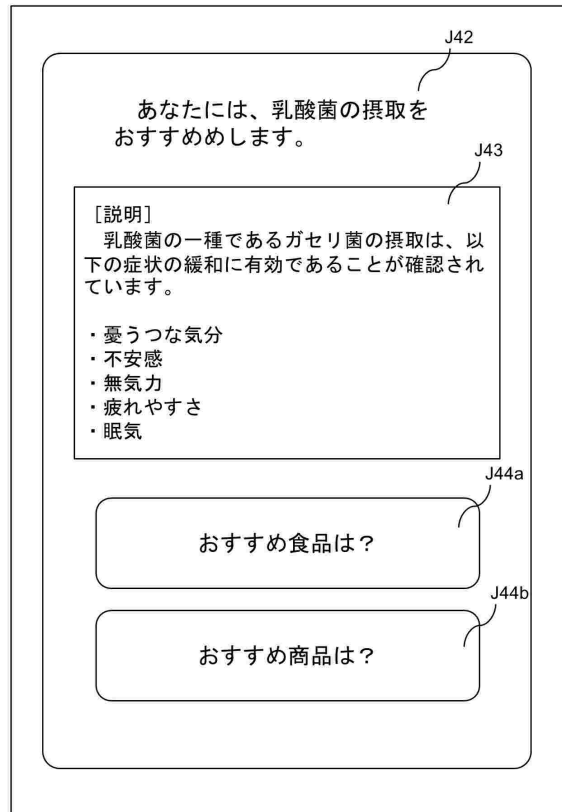 J42
あなたには、乳酸菌の摂取を
おすすめめします。
J43
［説明］
乳酸菌の一種であるガセリ菌の摂取は、以
下の症状の緩和に有効であることが確認され
ています。
・憂うつな気分
・不安感
・無気力
・疲れやすさ
・眠気
J44a
おすすめ食品は？
J44b
おすすめ商品は？